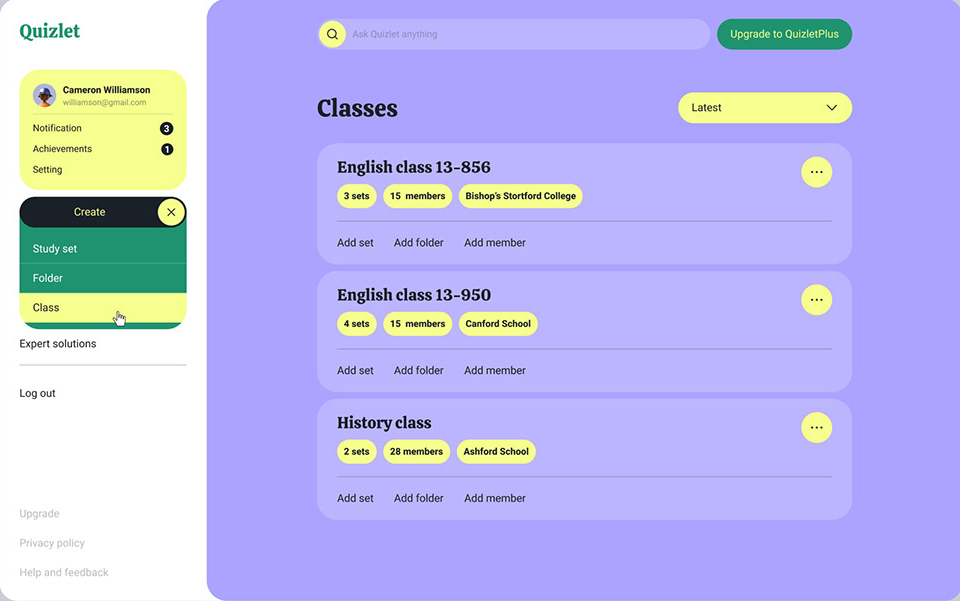 Quizlet
Cameron Williamson
williamson@gmail.com
Notification 3
Achievements 1
Setting
Create
Study set
Folder
Class
Expert solutions
Log out
Upgrade
Privacy policy
Help and feedback
Ask Quizlet anything
Upgrade to QuizletPlus
Classes
Latest
English class 13-856
3 sets 15 members Bishop's Stortford College
Add set Add folder Add member
English class 13-950
4 sets 15 members Canford School
Add set Add folder Add member
History class
2 sets 28 members Ashford School
Add set Add folder Add member